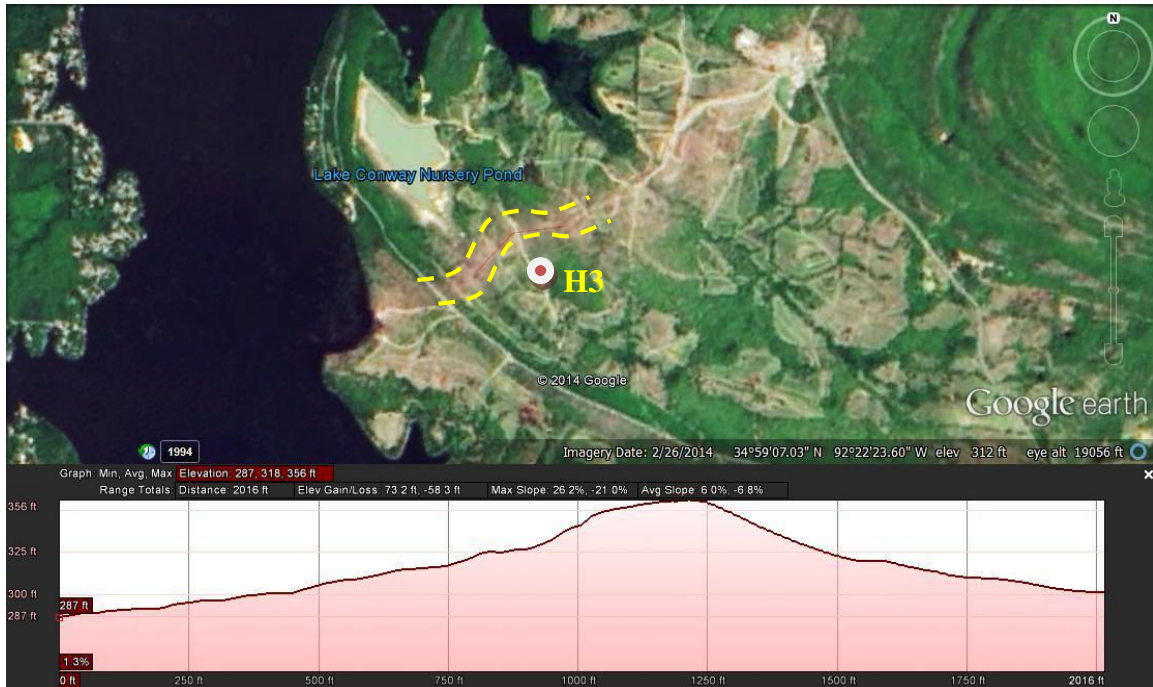 N
Lake Conway Nursery Pond
H3
© 2014 Google
Google earth
1994
Imagery Date: 2/26/2014 34º59'07.03" N 92º22'23.60" W elev 312 ft eye alt 19056 ft
Graph: Min, Avg, Max Elevation: 287, 318, 356 ft
Range Totals: Distance: 2016 ft Elev Gain/Loss: 73.2 ft, -58.3 ft Max Slope: 26.2%, -21.0% Avg Slope: 6.0%, -6.8%
356 ft
325 ft
300 ft
287 ft
287 ft
1.3%
0 ft 250 ft 500 ft 750 ft 1000 ft 1250 ft 1500 ft 1750 ft 2016 ft